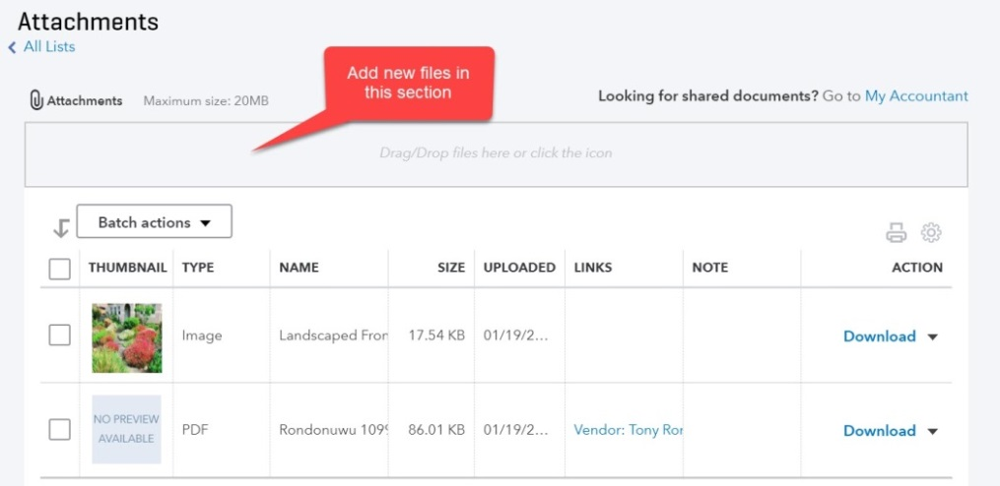 Attachments
All Lists
Add new files in
this section
Attachments Maximum size: 20MB
Looking for shared documents? Go to My Accountant
Drag/Drop files here or click the icon
Batch actions
THUMBNAIL TYPE NAME SIZE UPLOADED LINKS NOTE ACTION
Image Landscaped Fron 17.54 KB 01/19/2... Download
NO PREVIEW
AVAILABLE
PDF Rondonuwu 1099 86.01 KB 01/19/2... Vendor: Tony Ror Download